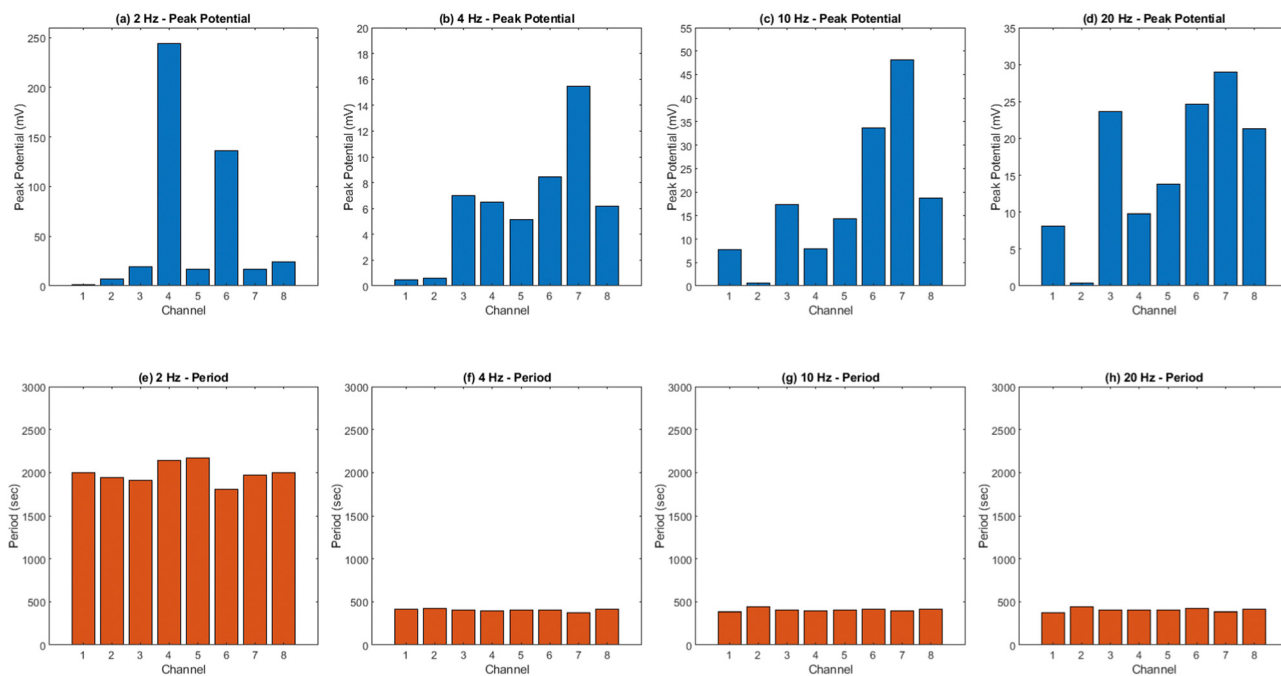 (a) 2 Hz - Peak Potential
Peak Potential (mV)
250
200
150
100
50
0
1 2 3 4 5 6 7 8
Channel
(b) 4 Hz - Peak Potential
Peak Potential (mV)
20
18
16
14
12
10
8
6
4
2
0
1 2 3 4 5 6 7 8
Channel
(c) 10 Hz - Peak Potential
Peak Potential (mV)
55
50
45
40
35
30
25
20
15
10
5
0
1 2 3 4 5 6 7 8
Channel
(d) 20 Hz - Peak Potential
Peak Potential (mV)
35
30
25
20
15
10
5
0
1 2 3 4 5 6 7 8
Channel
(e) 2 Hz - Period
Period (sec)
3000
2500
2000
1500
1000
500
0
1 2 3 4 5 6 7 8
Channel
(f) 4 Hz - Period
Period (sec)
3000
2500
2000
1500
1000
500
0
1 2 3 4 5 6 7 8
Channel
(g) 10 Hz - Period
Period (sec)
3000
2500
2000
1500
1000
500
0
1 2 3 4 5 6 7 8
Channel
(h) 20 Hz - Period
Period (sec)
3000
2500
2000
1500
1000
500
0
1 2 3 4 5 6 7 8
Channel